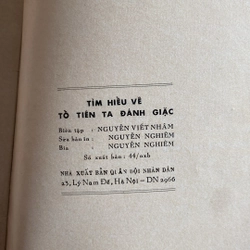 TÌM HIỂU VỀ
TỔ TIÊN TA ĐÁNH GIẶC
Biên tập : NGUYỄN VIẾT NHÂM
Sửa bản in : NGUYỄN NGHIÊM
Bìa : NGUYỄN NGHIÊM
Số xuất bản : 44/nxb
NHÀ XUẤT BẢN QUÂN ĐỘI NHÂN DÂN
23, Lý Nam Đế, Hà Nội — DN 2966